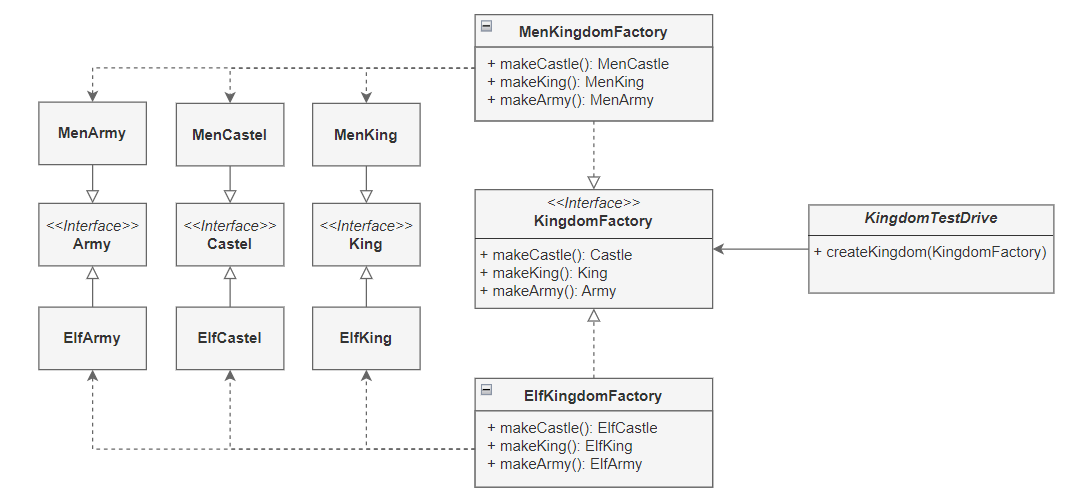 MenKingdomFactory
+ makeCastle(): MenCastle
+ makeKing(): MenKing
+ makeArmy(): MenArmy
MenArmy
MenCastel
MenKing
<<Interface>>
Army
<<Interface>>
Castel
<<Interface>>
King
<<Interface>>
KingdomFactory
+ makeCastle(): Castle
+ makeKing(): King
+ makeArmy(): Army
KingdomTestDrive
+ createKingdom(KingdomFactory)
ElfArmy
ElfCastel
ElfKing
ElfKingdomFactory
+ makeCastle(): ElfCastle
+ makeKing(): ElfKing
+ makeArmy(): ElfArmy